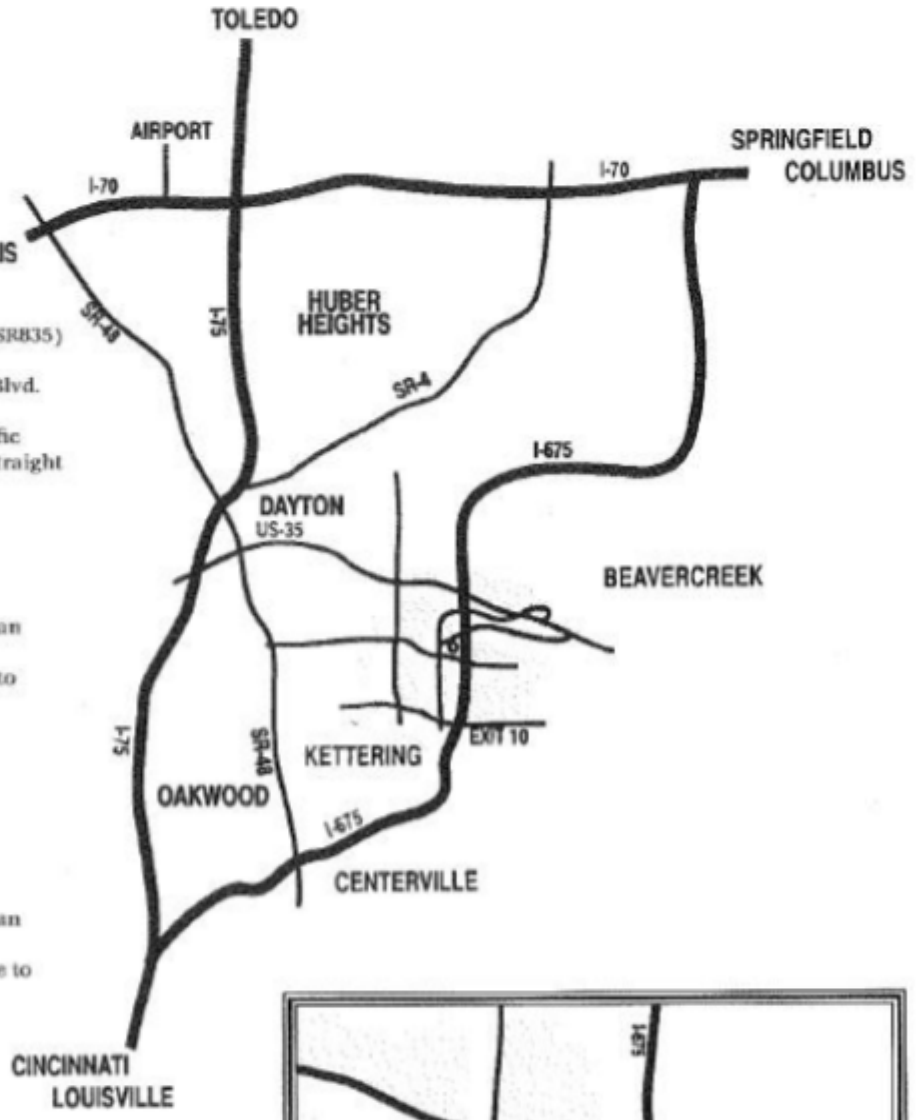 TOLEDO
AIRPORT
SPRINGFIELD
COLUMBUS
I-70
I-70
IS
SR-48
I-75
HUBER
HEIGHTS
SR835)
Blvd.
SR-4
fic
raight
I-675
DAYTON
US-35
BEAVERCREEK
an
to
I-75
SR-48
KETTERING
EXIT 10
OAKWOOD
I-675
CENTERVILLE
an
e to
I-675
CINCINNATI
LOUISVILLE